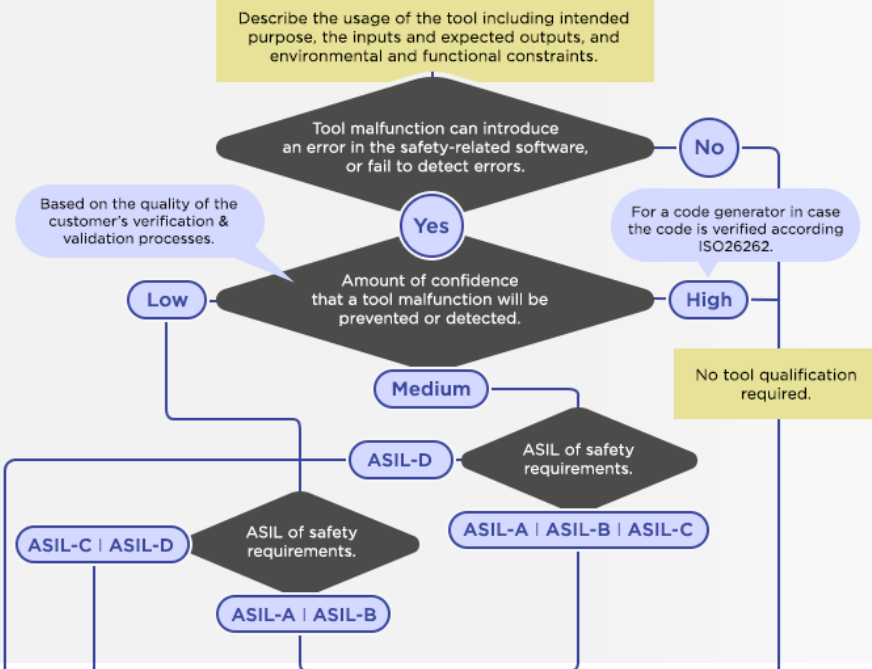 Describe the usage of the tool including intended
purpose, the inputs and expected outputs, and
environmental and functional constraints.
Tool malfunction can introduce
an error in the safety-related software,
or fail to detect errors.
No
Based on the quality of the
customer's verification &
validation processes.
Yes
For a code generator in case
the code is verified according
ISO26262.
Low
Amount of confidence
that a tool malfunction will be
prevented or detected.
High
Medium
No tool qualification
required.
ASIL-D
ASIL of safety
requirements.
ASIL-C | ASIL-D
ASIL of safety
requirements.
ASIL-A | ASIL-B | ASIL-C
ASIL-A | ASIL-B